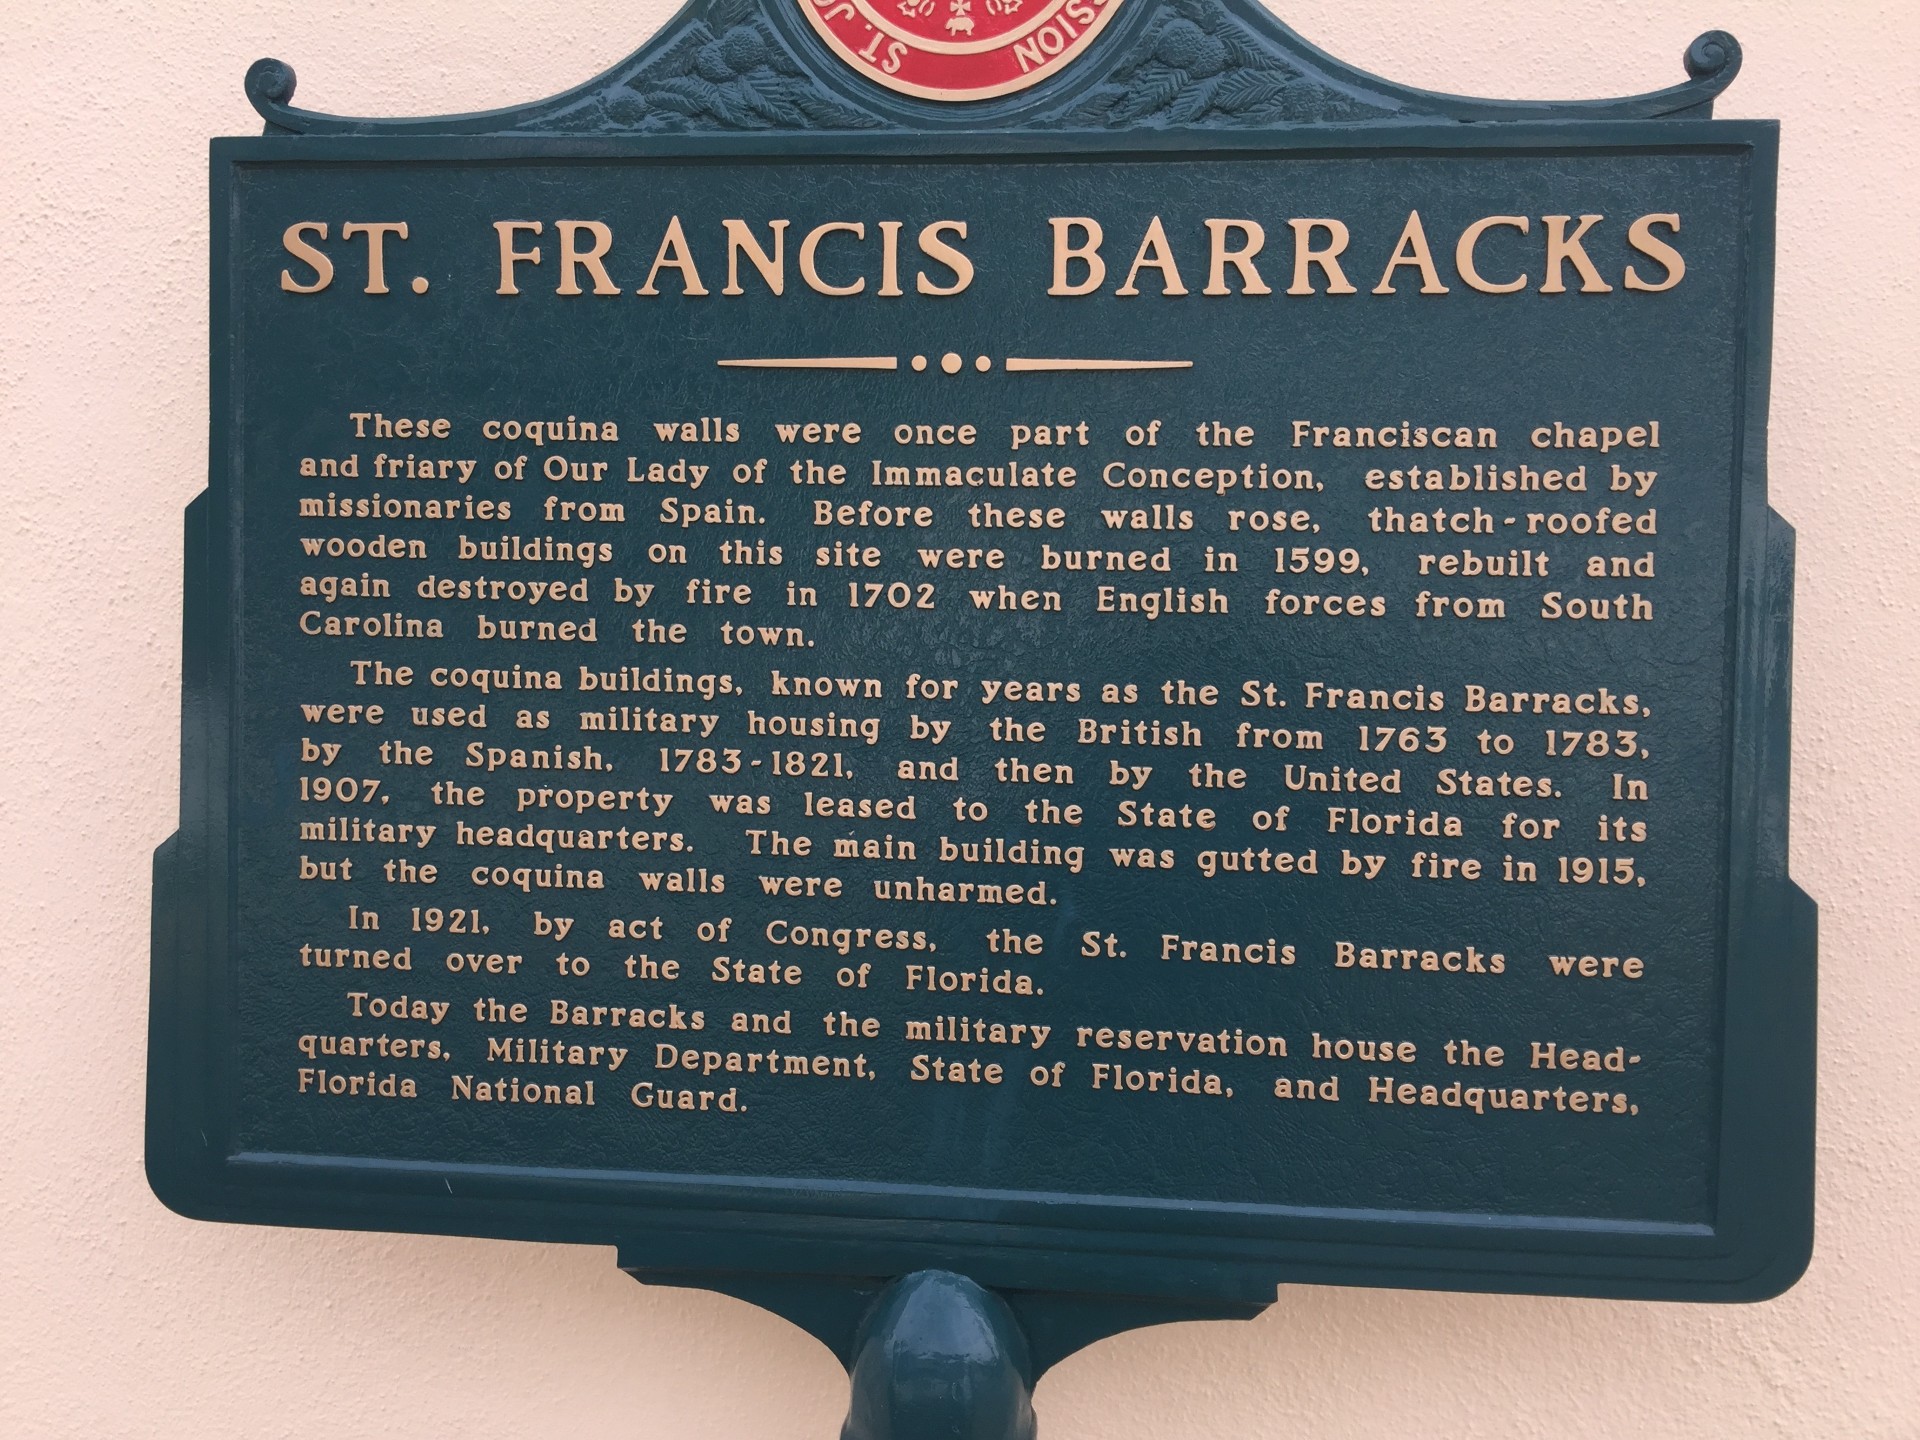 ST. JO
SSION
ST. FRANCIS BARRACKS
These coquina walls were once part of the Franciscan chapel
and friary of Our Lady of the Immaculate Conception, established by
missionaries from Spain. Before these walls rose, thatch-roofed
wooden buildings on this site were burned in 1599, rebuilt and
again destroyed by fire in 1702 when English forces from South
Carolina burned the town.
The coquina buildings, known for years as the St. Francis Barracks,
were used as military housing by the British from 1763 to 1783,
by the Spanish, 1783-1821, and then by the United States. In
1907, the property was leased to the State of Florida for its
military headquarters. The main building was gutted by fire in 1915,
but the coquina walls were unharmed.
In 1921, by act of Congress, the St. Francis Barracks were
turned over to the State of Florida.
Today the Barracks and the military reservation house the Head-
quarters, Military Department, State of Florida, and Headquarters,
Florida National Guard.